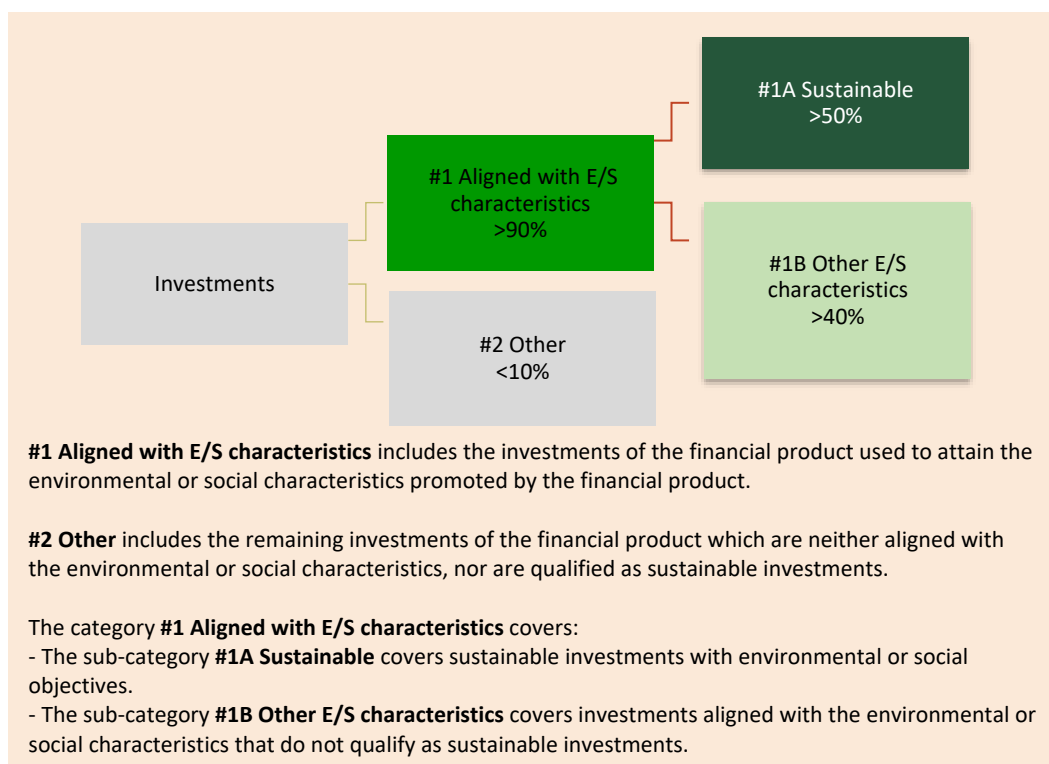 #1A Sustainable
>50%
#1 Aligned with E/S
characteristics
>90%
Investments
#1B Other E/S
characteristics
>40%
#2 Other
<10%
#1 Aligned with E/S characteristics includes the investments of the financial product used to attain the
environmental or social characteristics promoted by the financial product.
#2 Other includes the remaining investments of the financial product which are neither aligned with
the environmental or social characteristics, nor are qualified as sustainable investments.
The category #1 Aligned with E/S characteristics covers:
- The sub-category #1A Sustainable covers sustainable investments with environmental or social
objectives.
- The sub-category #1B Other E/S characteristics covers investments aligned with the environmental or
social characteristics that do not qualify as sustainable investments.